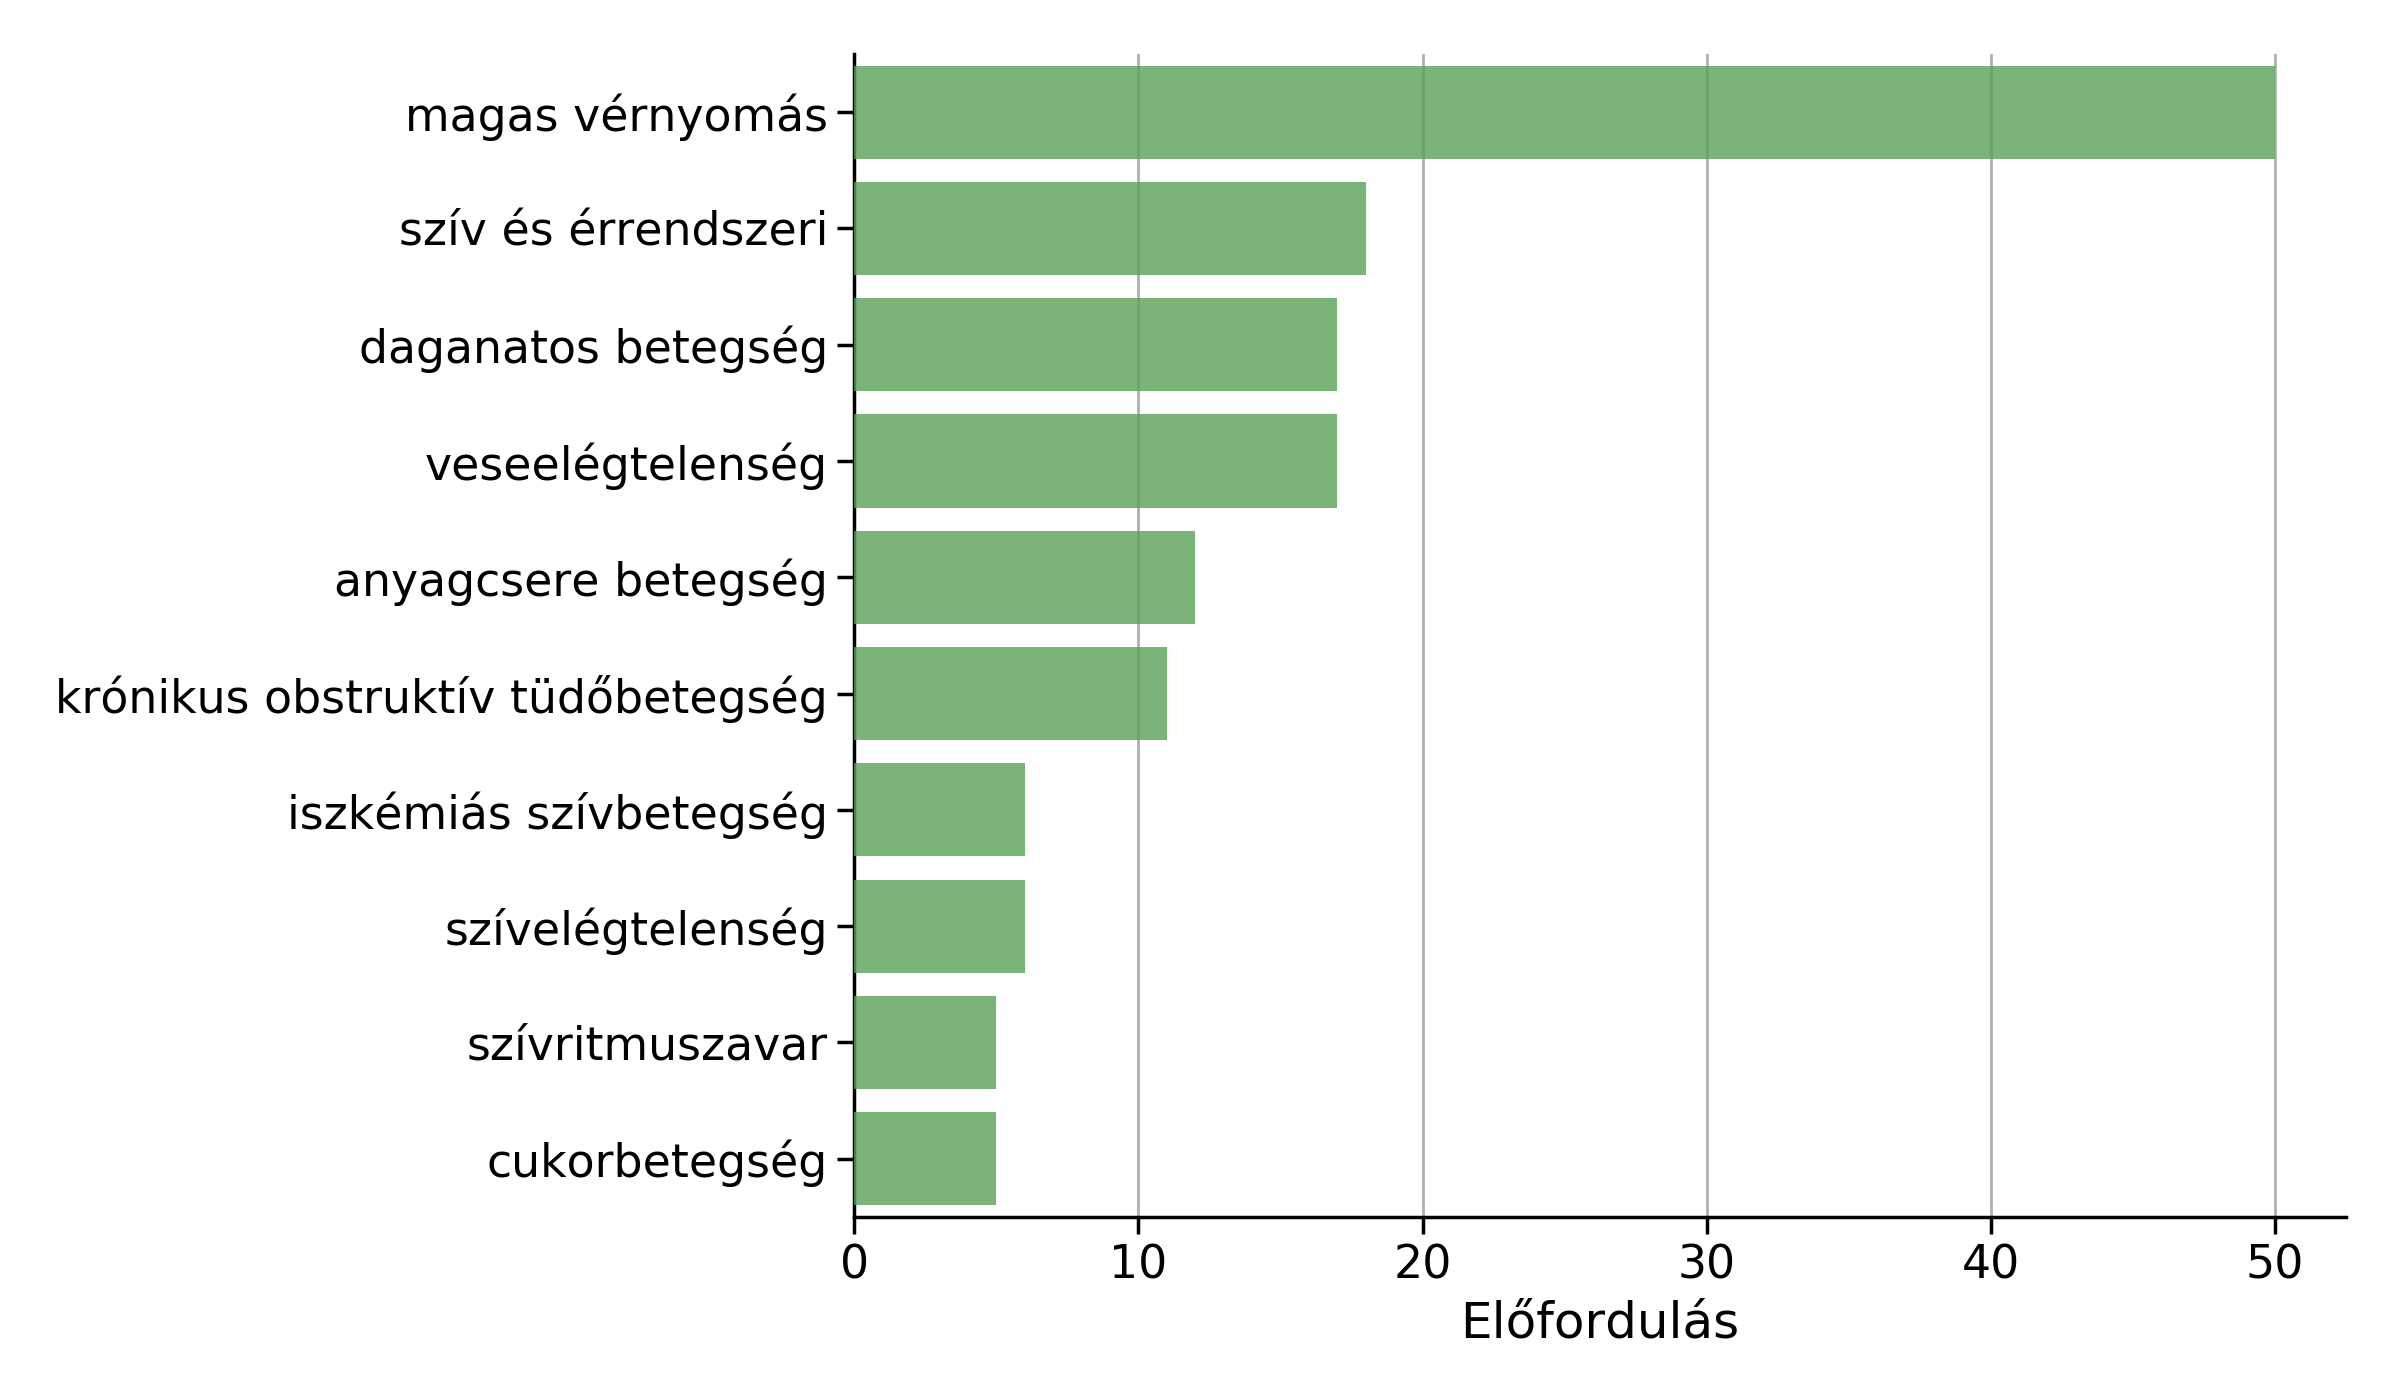 magas vérnyomás
szív és érrendszeri
daganatos betegség
veseelégtelenség
anyagcsere betegség
krónikus obstruktív tüdőbetegség
iszkémiás szívbetegség
szívelégtelenség
szívritmuszavar
cukorbetegség
0 10 20 30 40 50
Előfordulás